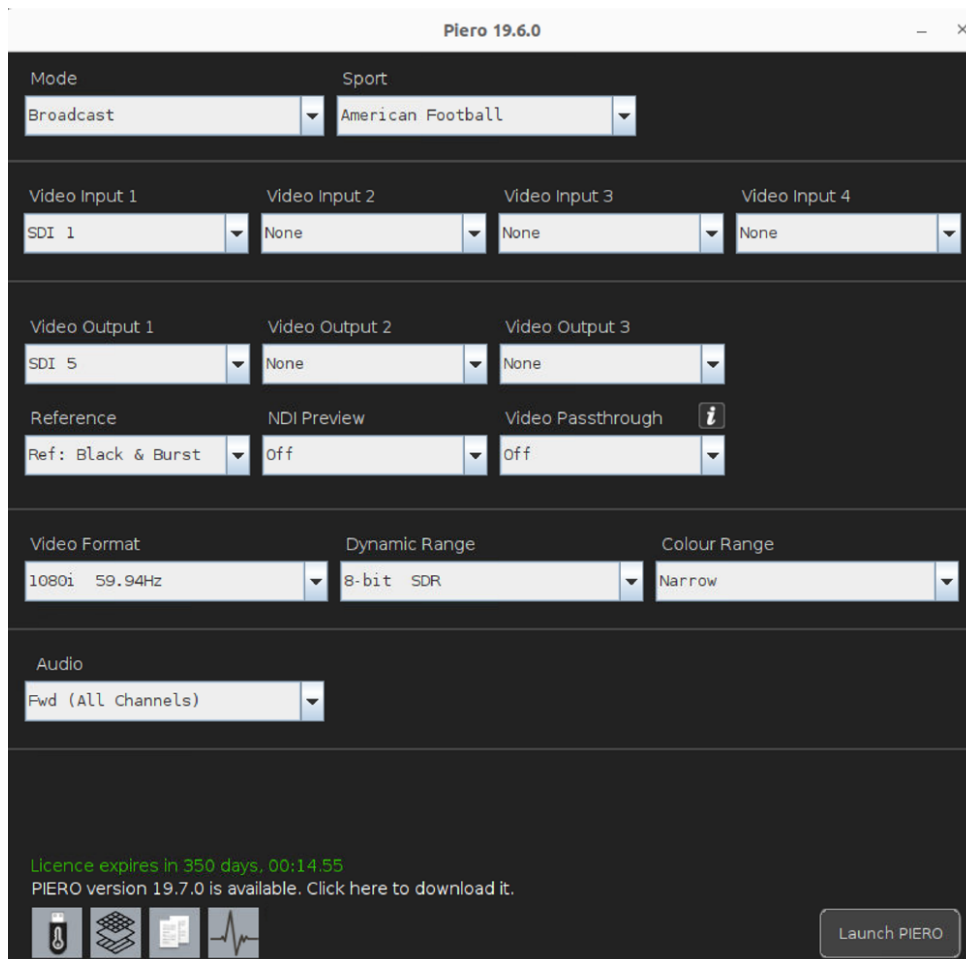 Piero 19.6.0
Mode Sport
Broadcast American Football
Video Input 1 Video Input 2 Video Input 3 Video Input 4
SDI 1 None None None
Video Output 1 Video Output 2 Video Output 3
SDI 5 None None
Reference NDI Preview Video Passthrough i
Ref: Black & Burst Off Off
Video Format Dynamic Range Colour Range
1080i 59.94Hz 8-bit SDR Narrow
Audio
Fwd (All Channels)
Licence expires in 350 days, 00:14.55
PIERO version 19.7.0 is available. Click here to download it.
Launch PIERO